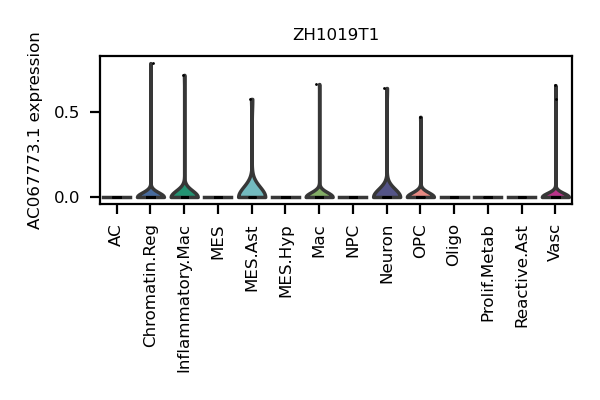 ZH1019T1
AC067773.1 expression
0.5
0.0
AC
Chromatin.Reg
Inflammatory.Mac
MES
MES.Ast
MES.Hyp
Mac
NPC
Neuron
OPC
Oligo
Prolif.Metab
Reactive.Ast
Vasc